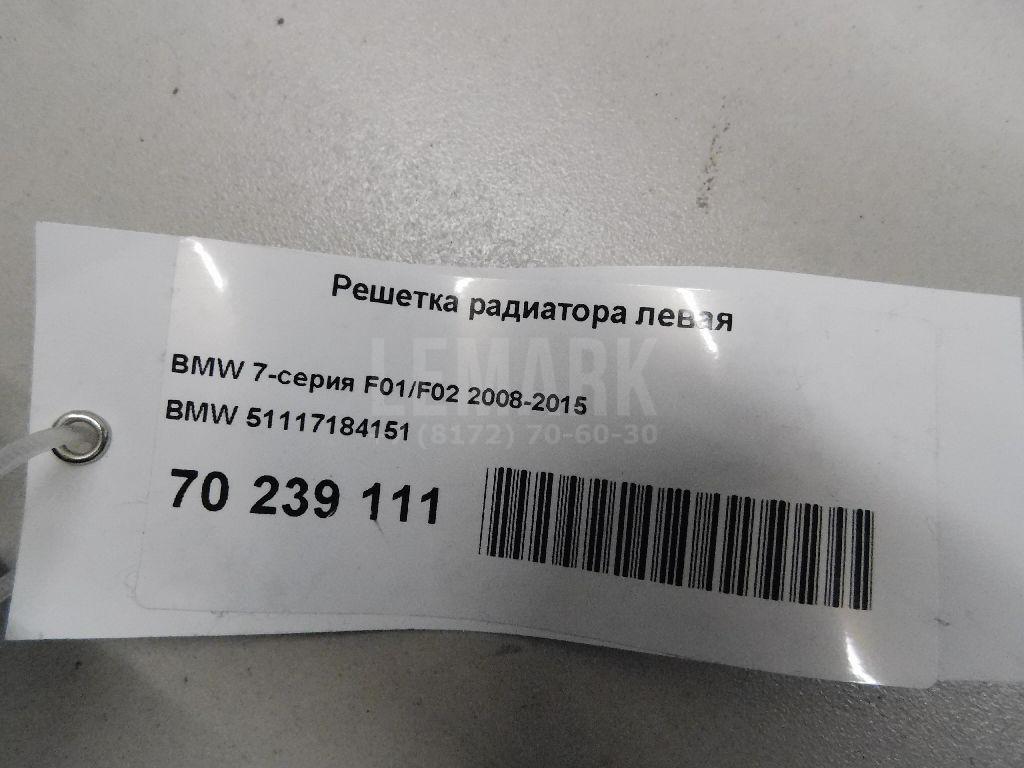 Решетка радиатора левая
LEMARK
BMW 7-серия F01/F02 2008-2015
BMW 51117184151
(8172) 70-60-30
70 239 111